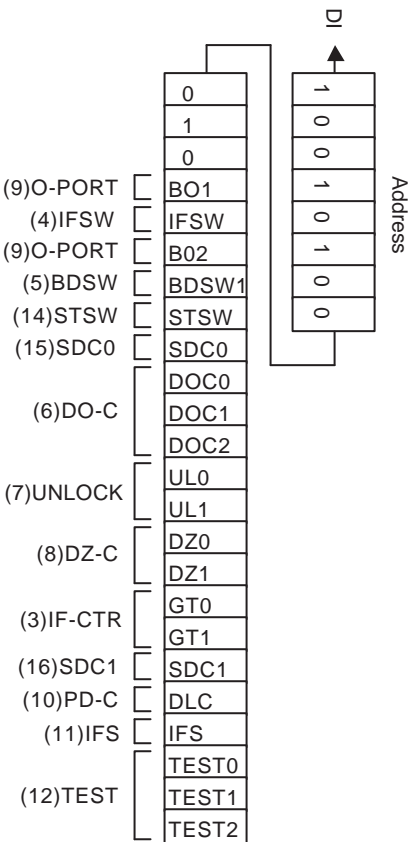 DI
1
0
0
1
0
1
0
0
Address
0
1
0
(9)O-PORT BO1
(4)IFSW IFSW
(9)O-PORT B02
(5)BDSW BDSW1
(14)STSW STSW
(15)SDC0 SDC0
DOC0
(6)DO-C DOC1
DOC2
(7)UNLOCK UL0
UL1
(8)DZ-C DZ0
DZ1
(3)IF-CTR GT0
GT1
(16)SDC1 SDC1
(10)PD-C DLC
(11)IFS IFS
TEST0
(12)TEST TEST1
TEST2